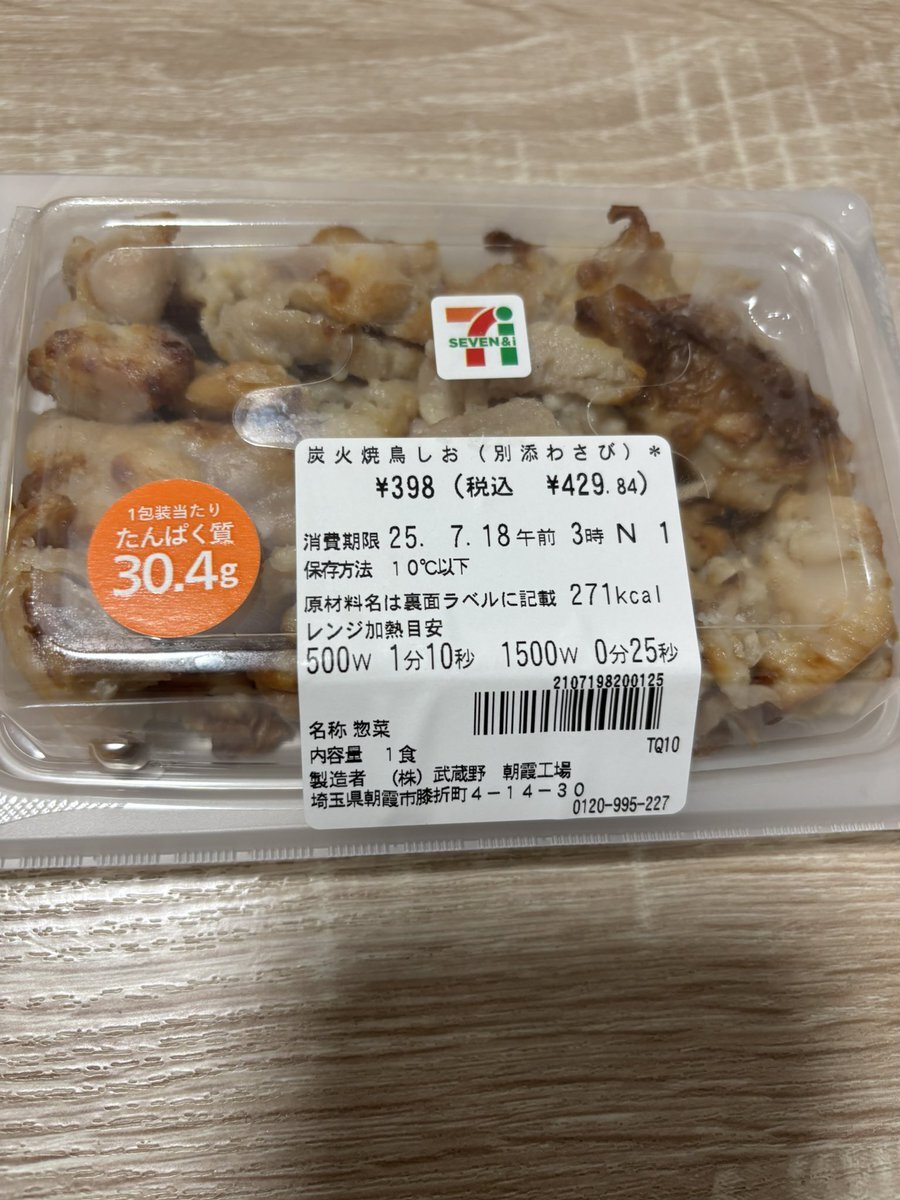 7i
SEVEN&i
炭火焼鳥しお(別添わさび)*
¥398 (税込 ¥429.84)
1包装当たり
たんぱく質
30.4g
消費期限 25. 7.18午前 3時 N 1
保存方法 10℃以下
原材料名は裏面ラベルに記載 271kcal
レンジ加熱目安
500W 1分10秒 1500W 0分25秒
2107198200125
TQ10
名称 惣菜
内容量 1食
製造者 (株)武蔵野 朝霞工場
埼玉県朝霞市膝折町4-14-30
0120-995-227